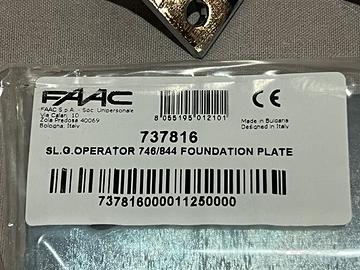 FAAC
FAAC S.p.A. - Soc. Unipersonale
Via Calari, 10
Zola Predosa 40069
Bologna, Italy
8 055195 012101
CE
Made in Bulgaria
Designed in Italy
737816
SL.G.OPERATOR 746/844 FOUNDATION PLATE
737816000011250000